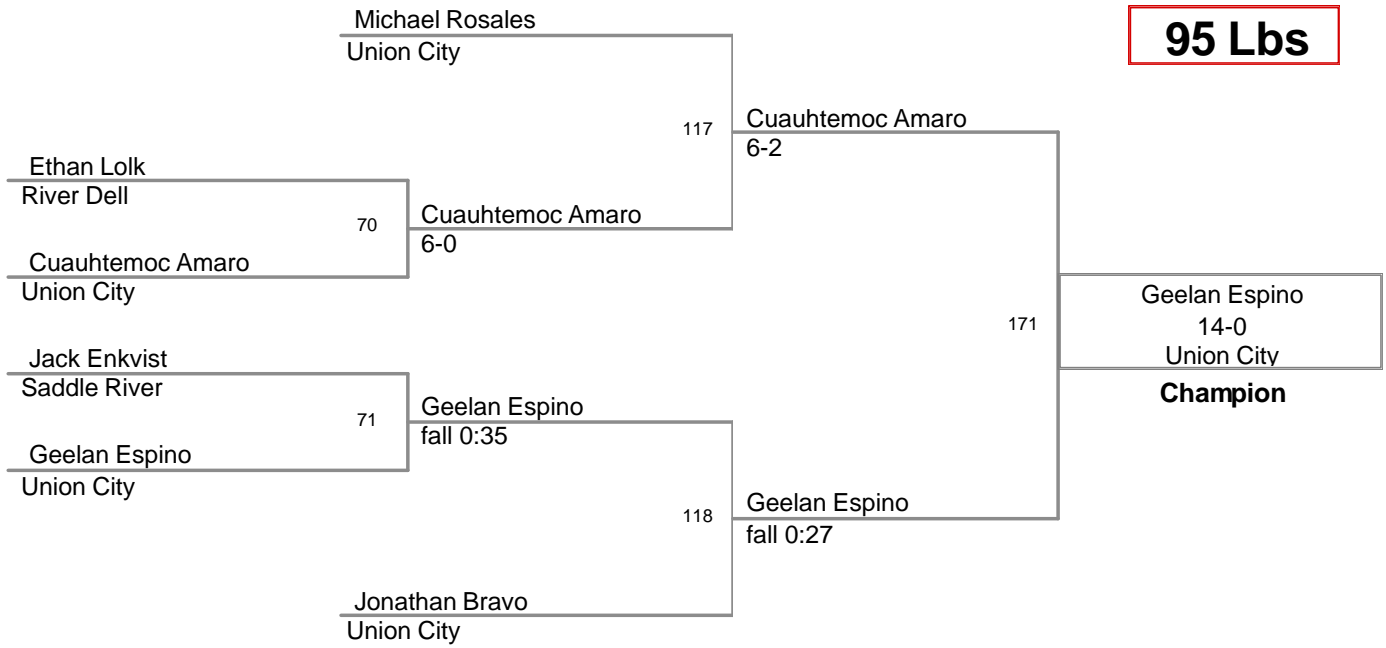 Michael Rosales
Union City
95 Lbs
117
Cuauhtemoc Amaro
6-2
Ethan Lolk
River Dell
70
Cuauhtemoc Amaro
6-0
Cuauhtemoc Amaro
Union City
Geelan Espino
14-0
Union City
Champion
171
Jack Enkvist
Saddle River
71
Geelan Espino
fall 0:35
Geelan Espino
Union City
118
Geelan Espino
fall 0:27
Jonathan Bravo
Union City